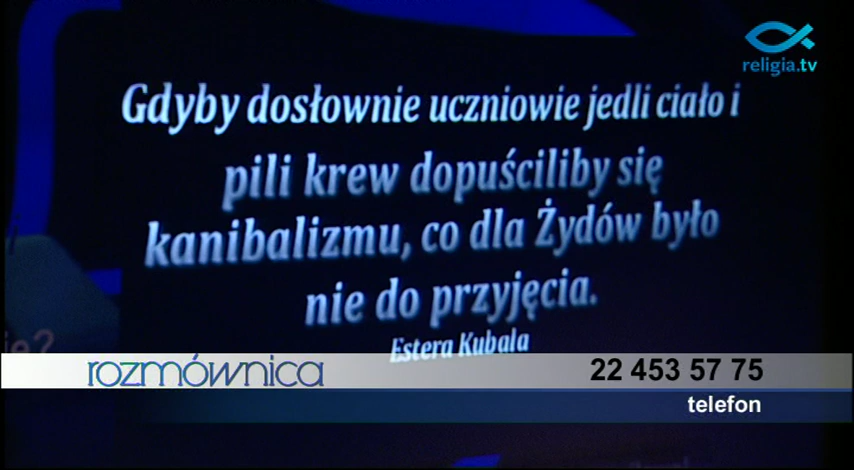 religia.tv
Gdyby dosłownie uczniowie jedli ciało i
pili krew dopuściliby się
kanibalizmu, co dla Żydów było
nie do przyjęcia.
Estera Kubala
rozmównica
22 453 57 75
telefon